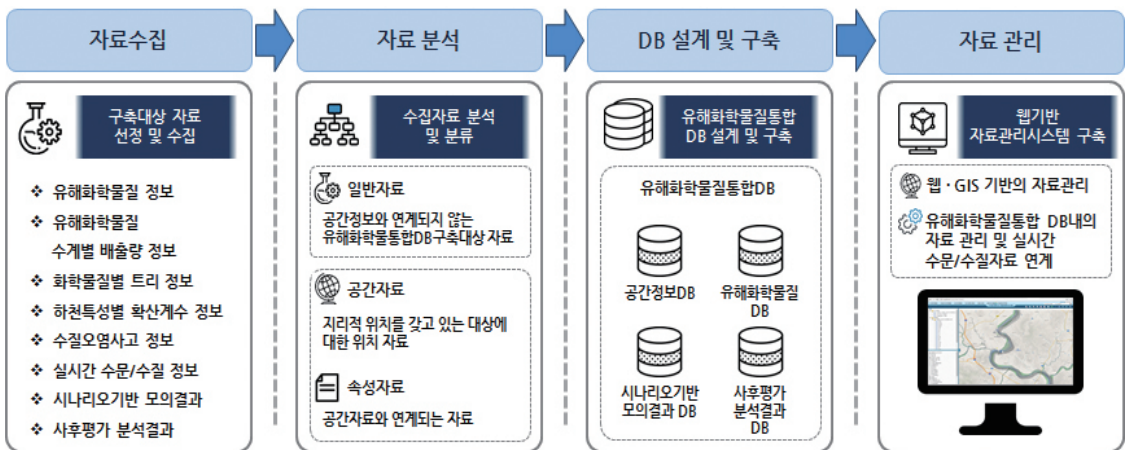 자료수집
자료 분석
DB 설계 및 구축
자료 관리
구축대상 자료
선정 및 수집
❖ 유해화학물질 정보
❖ 유해화학물질
수계별 배출량 정보
❖ 화학물질별 트리 정보
❖ 하천특성별 확산계수 정보
❖ 수질오염사고 정보
❖ 실시간 수문/수질 정보
❖ 시나리오기반 모의결과
❖ 사후평가 분석결과
수집자료 분석
및 분류
일반자료
공간정보와 연계되지 않는
유해화학물통합DB구축대상 자료
공간자료
지리적 위치를 갖고 있는 대상에
대한 위치 자료
속성자료
공간자료와 연계되는 자료
유해화학물질통합
DB 설계 및 구축
유해화학물질통합DB
공간정보DB
유해화학물질
DB
시나리오기반
모의결과 DB
사후평가
분석결과
DB
웹기반
자료관리시스템 구축
웹 · GIS 기반의 자료관리
유해화학물질통합 DB내의
자료 관리 및 실시간
수문/수질자료 연계